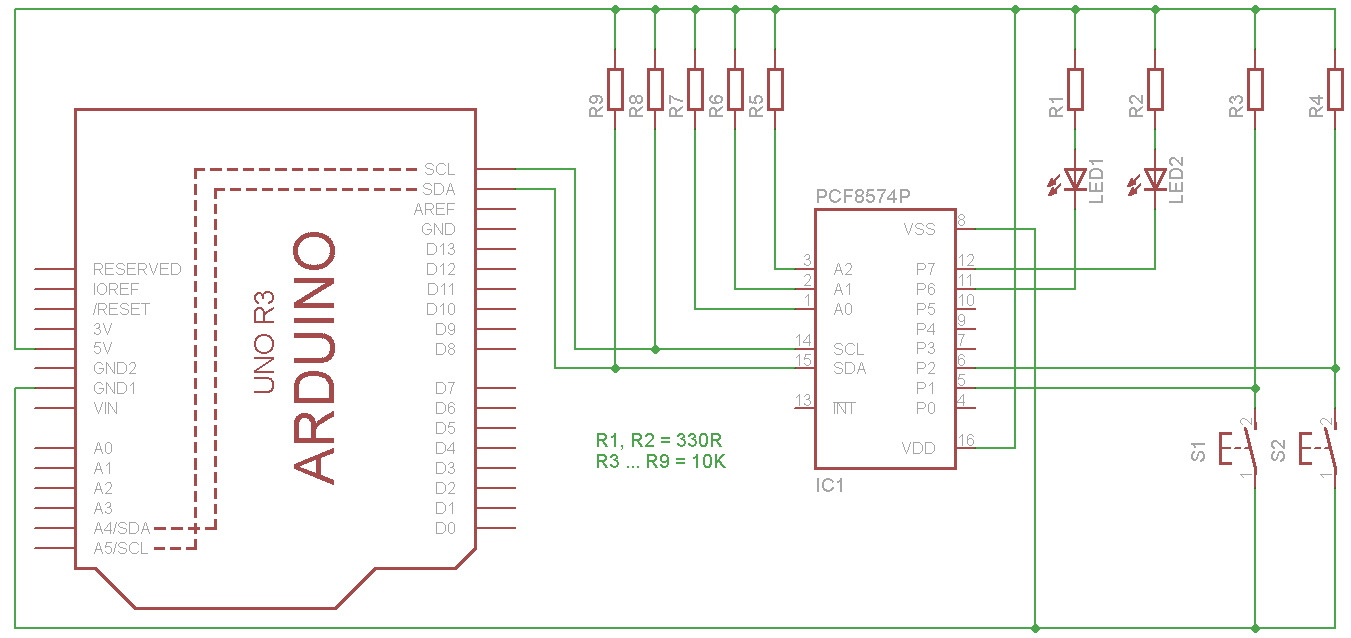 R9
R8
R7
R6
R5
R1
R2
R3
R4
LED1
LED2
SCL
SDA
AREF
GND
D13
D12
D11
D10
D9
D8
D7
D6
D5
D4
D3
D2
D1
D0
RESERVED
IOREF
/RESET
3V
5V
GND2
GND1
VIN
A0
A1
A2
A3
A4/SDA
A5/SCL
UNO R3
ARDUINO
PCF8574P
VSS 8
3 A2
2 A1
1 A0
14 SCL
15 SDA
13 INT
P7 12
P6 11
P5 10
P4 9
P3 7
P2 6
P1 5
P0 4
VDD 16
IC1
R1, R2 = 330R
R3 ... R9 = 10K
S1
2
1
S2
2
1